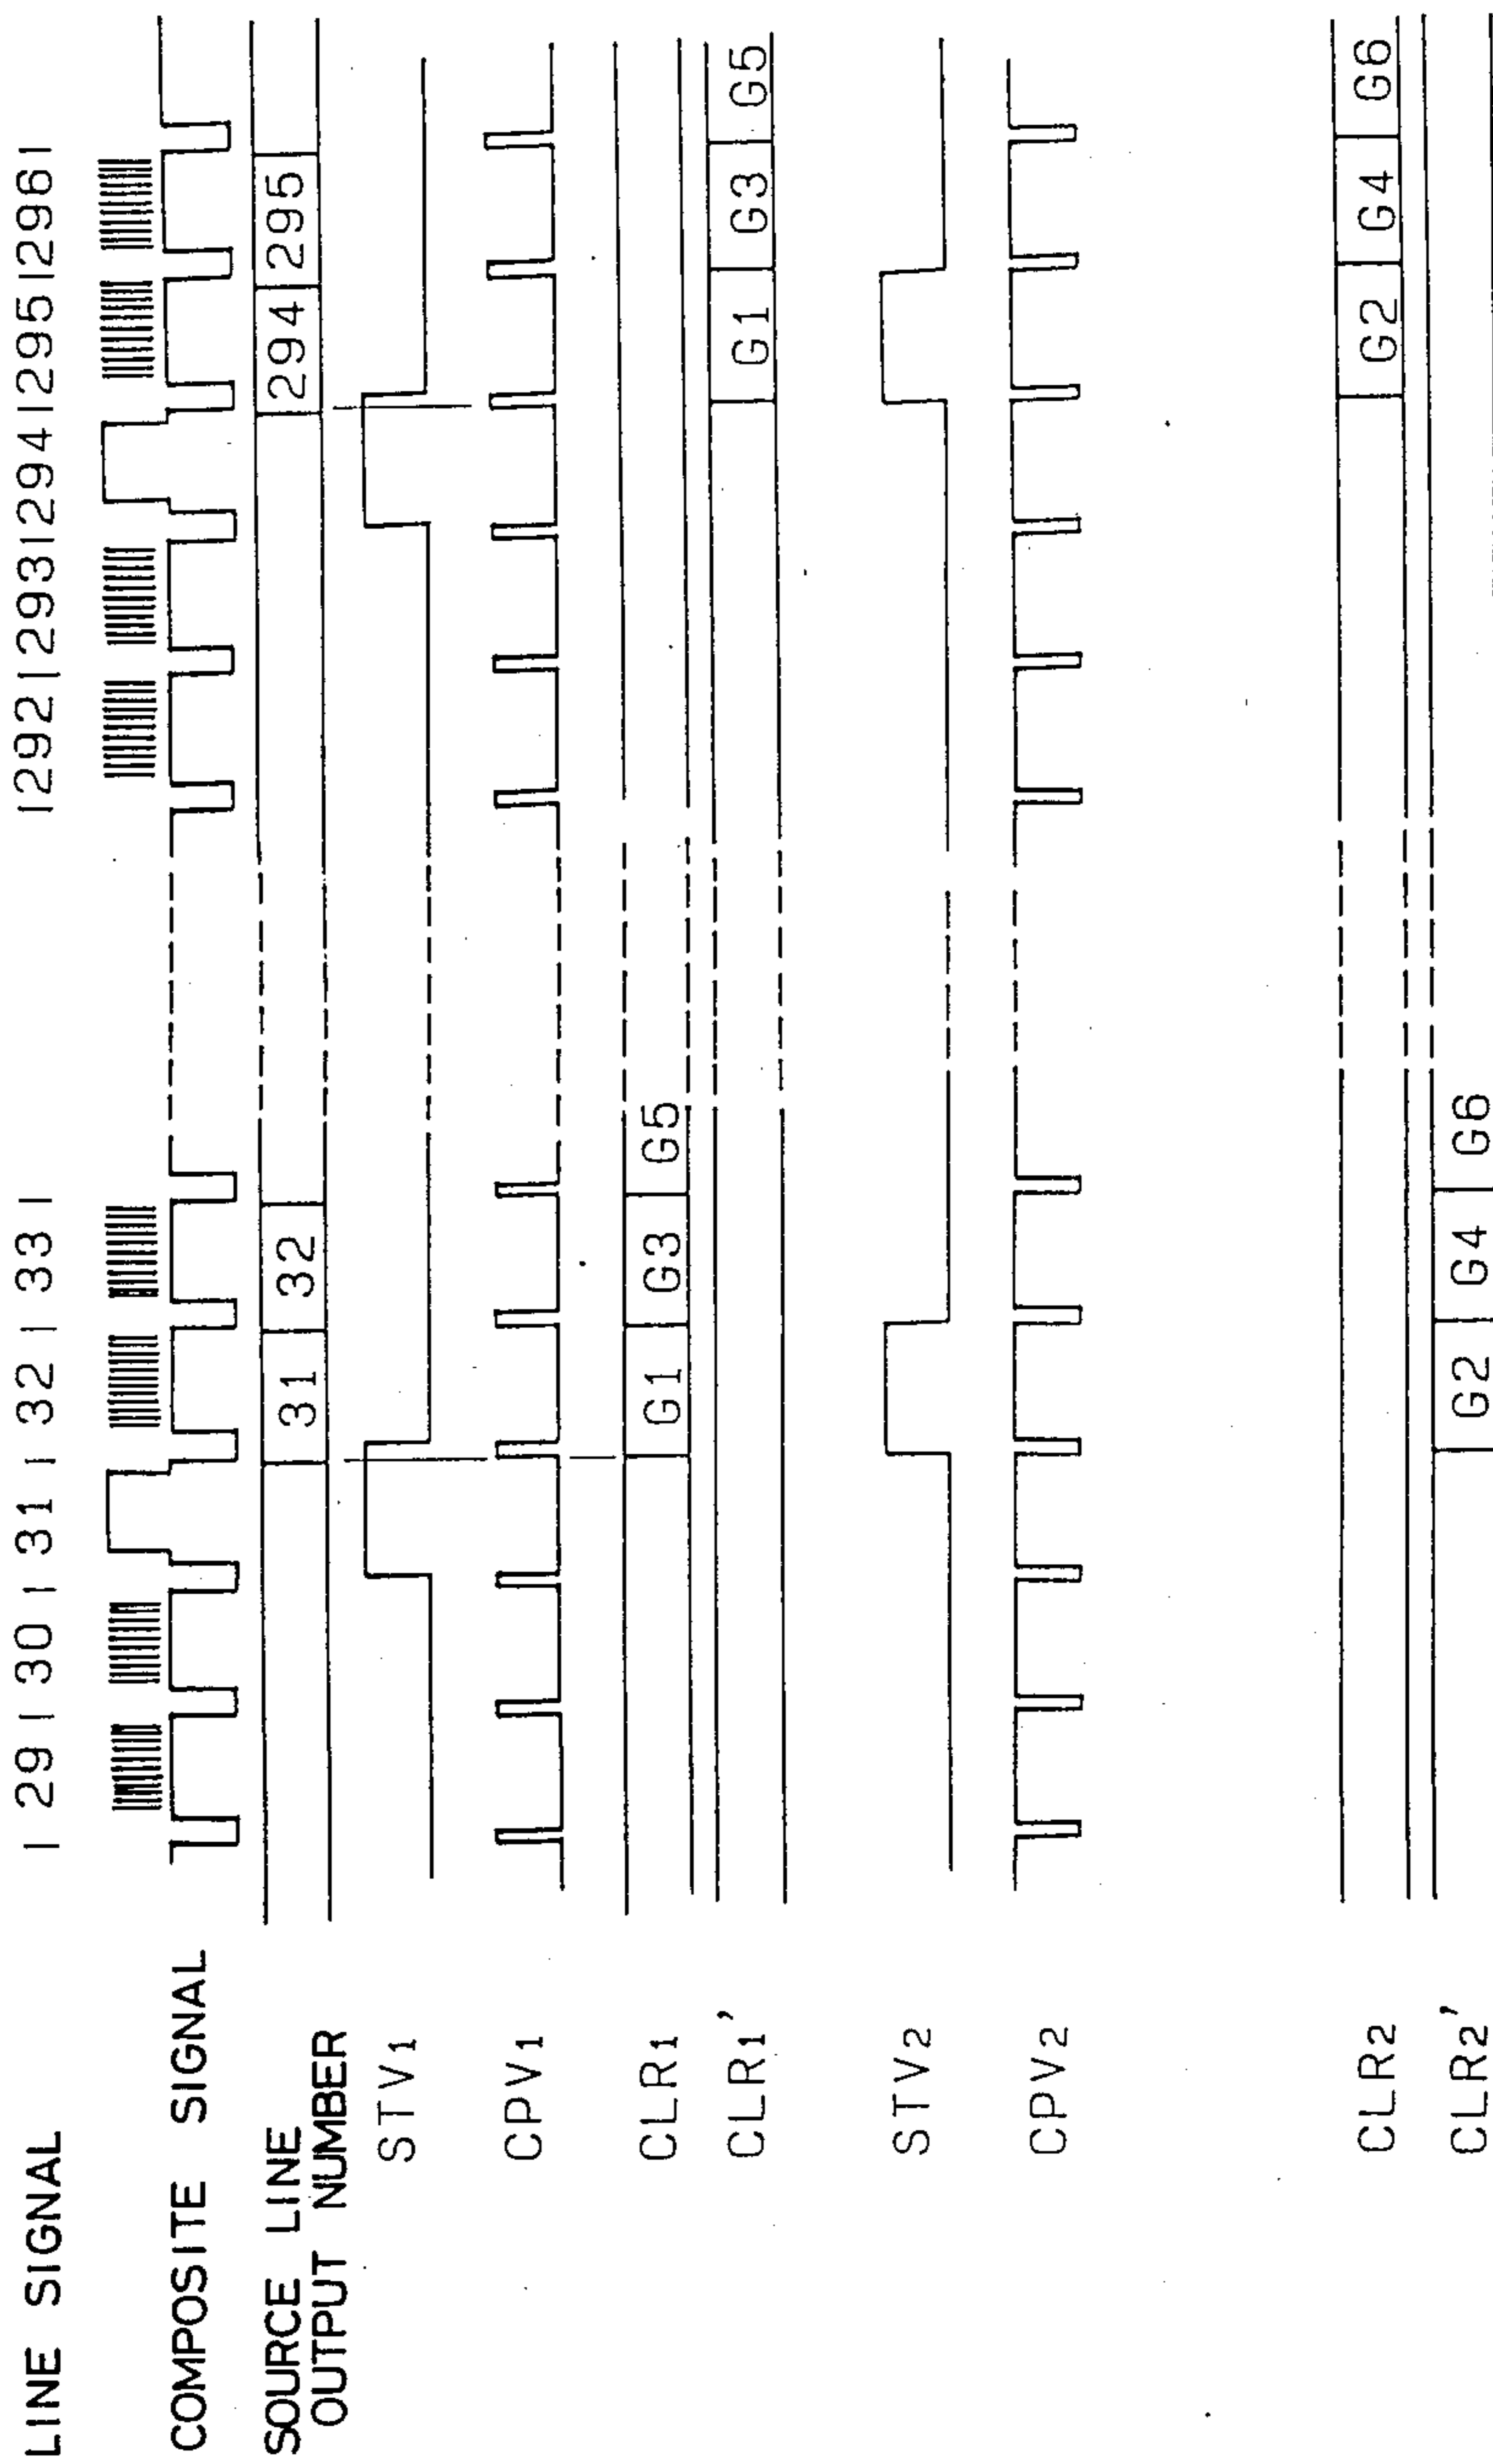 LINE SIGNAL | 29 | 30 | 31 | 32 | 33 | |292|293|294|295|296|
COMPOSITE SIGNAL
SOURCE LINE
OUTPUT NUMBER
31 32 294 295
STV1
CPV1
CLR1 G1 G3 G5
CLR1' G1 G3 G5
STV2
CPV2
CLR2 G2 G4 G6
CLR2' G2 G4 G6